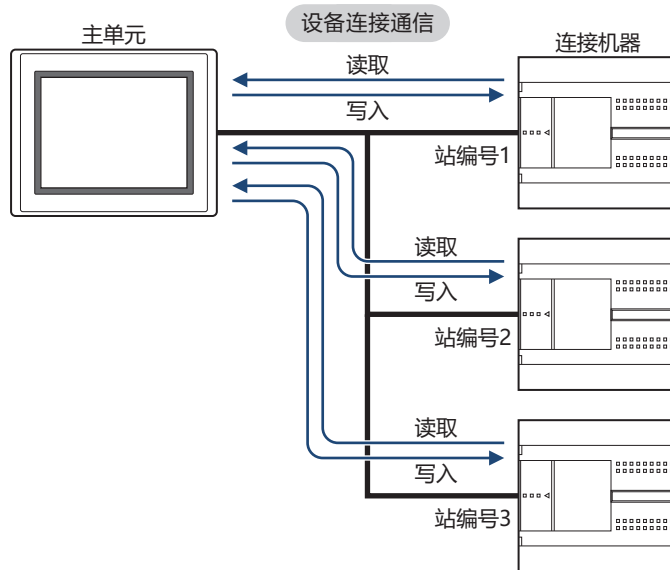 设备连接通信
主单元
连接机器
读取
写入
站编号1
读取
写入
站编号2
读取
写入
站编号3